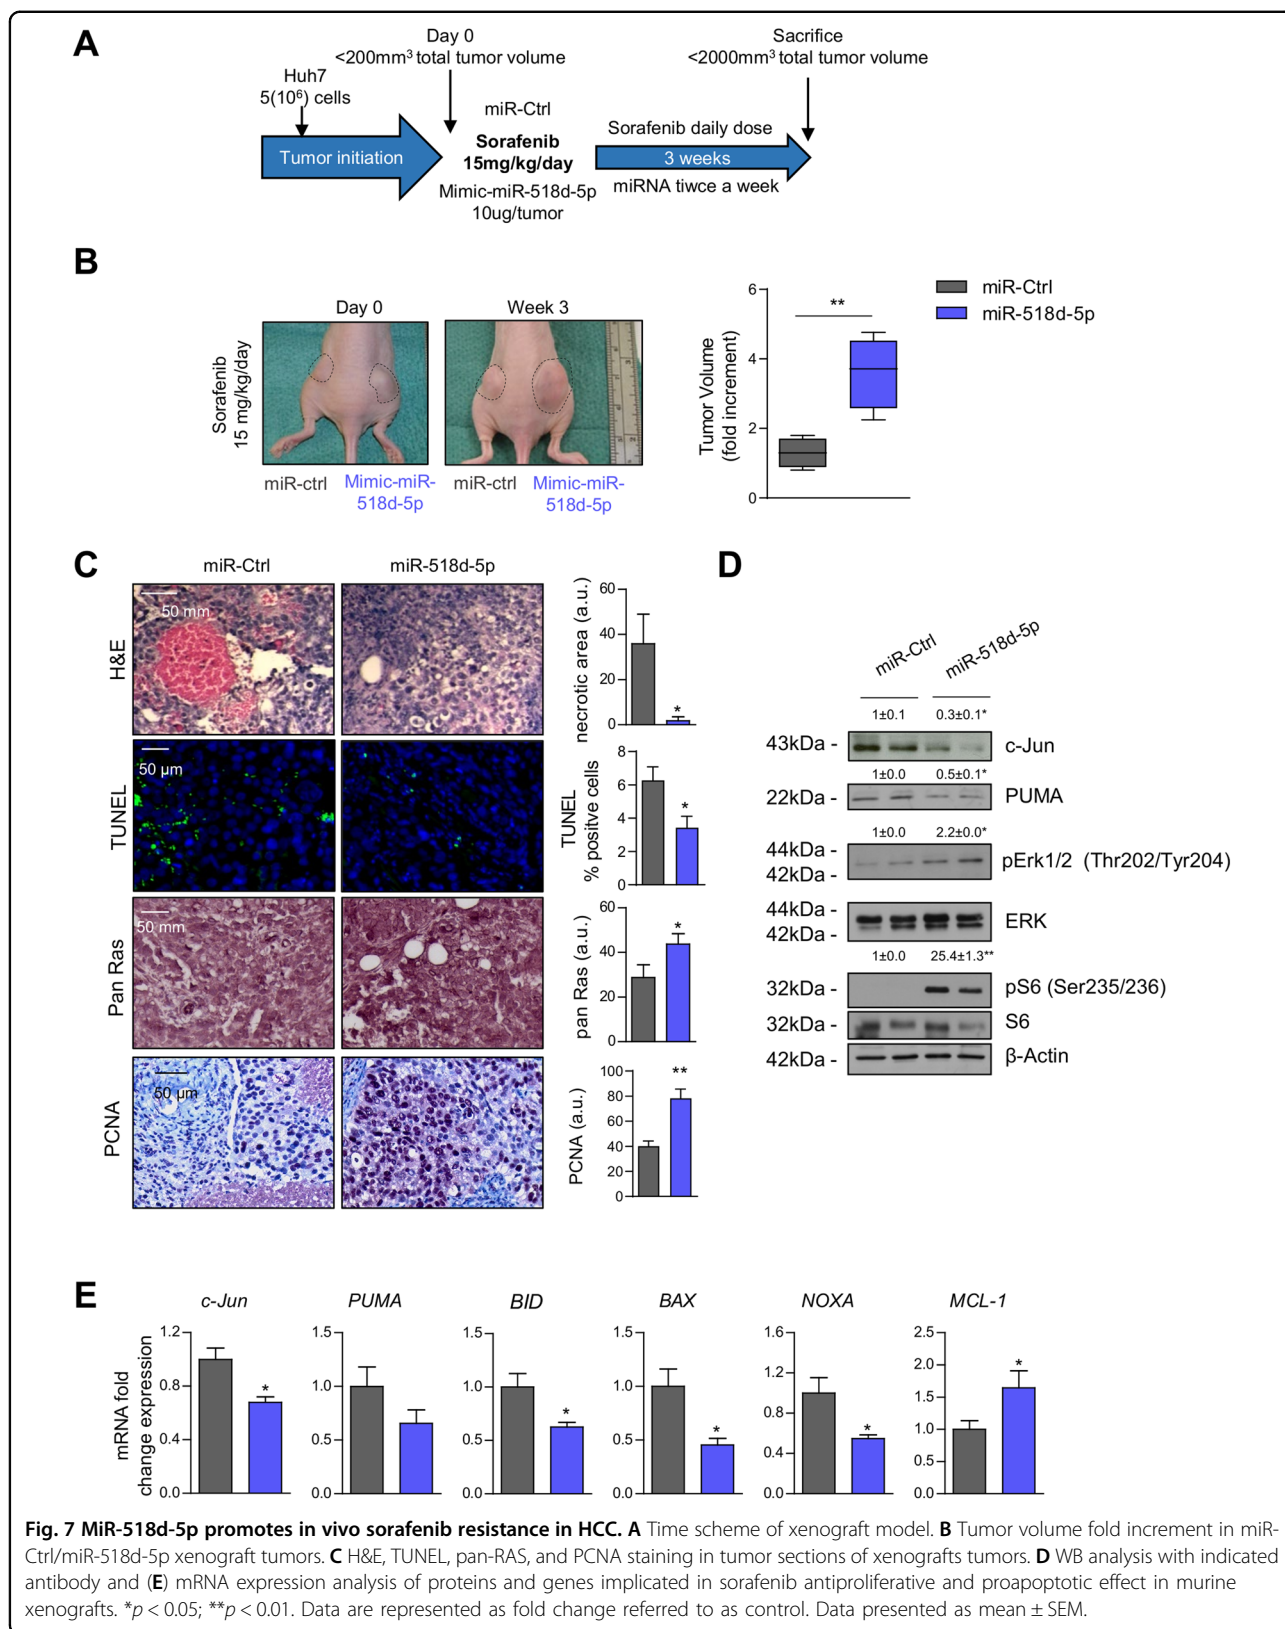 A
Day 0
<200mm³ total tumor volume
Sacrifice
<2000mm³ total tumor volume
Huh7
5(10⁶) cells
Tumor initiation
miR-Ctrl
Sorafenib
15mg/kg/day
Mimic-miR-518d-5p
10ug/tumor
Sorafenib daily dose
3 weeks
miRNA tiwce a week
B
Day 0
Week 3
Sorafenib
15 mg/kg/day
miR-ctrl
Mimic-miR-
518d-5p
miR-ctrl
Mimic-miR-
518d-5p
Tumor Volume
(fold increment)
6
4
2
0
**
miR-Ctrl
miR-518d-5p
C
miR-Ctrl
miR-518d-5p
H&E
50 mm
necrotic area (a.u.)
60
40
20
0
*
TUNEL
50 µm
TUNEL
% positve cells
8
6
4
2
0
*
Pan Ras
50 mm
pan Ras (a.u.)
60
40
20
0
*
PCNA
50 µm
PCNA (a.u.)
100
80
60
40
20
0
**
D
miR-Ctrl
miR-518d-5p
1±0.1 0.3±0.1*
43kDa - c-Jun
1±0.0 0.5±0.1*
22kDa - PUMA
1±0.0 2.2±0.0*
44kDa -
42kDa -
pErk1/2 (Thr202/Tyr204)
44kDa -
42kDa -
ERK
1±0.0 25.4±1.3**
32kDa - pS6 (Ser235/236)
32kDa - S6
42kDa - β-Actin
E
mRNA fold
change expression
c-Jun
1.2
0.8
0.4
0.0
*
PUMA
1.5
1.0
0.5
0.0
BID
1.5
1.0
0.5
0.0
*
BAX
1.5
1.0
0.5
0.0
*
NOXA
1.6
1.2
0.8
0.4
0.0
*
MCL-1
2.5
2.0
1.5
1.0
0.5
0.0
*
Fig. 7 MiR-518d-5p promotes in vivo sorafenib resistance in HCC. A Time scheme of xenograft model. B Tumor volume fold increment in miR-
Ctrl/miR-518d-5p xenograft tumors. C H&E, TUNEL, pan-RAS, and PCNA staining in tumor sections of xenografts tumors. D WB analysis with indicated
antibody and (E) mRNA expression analysis of proteins and genes implicated in sorafenib antiproliferative and proapoptotic effect in murine
xenografts. *p < 0.05; **p < 0.01. Data are represented as fold change referred to as control. Data presented as mean ± SEM.